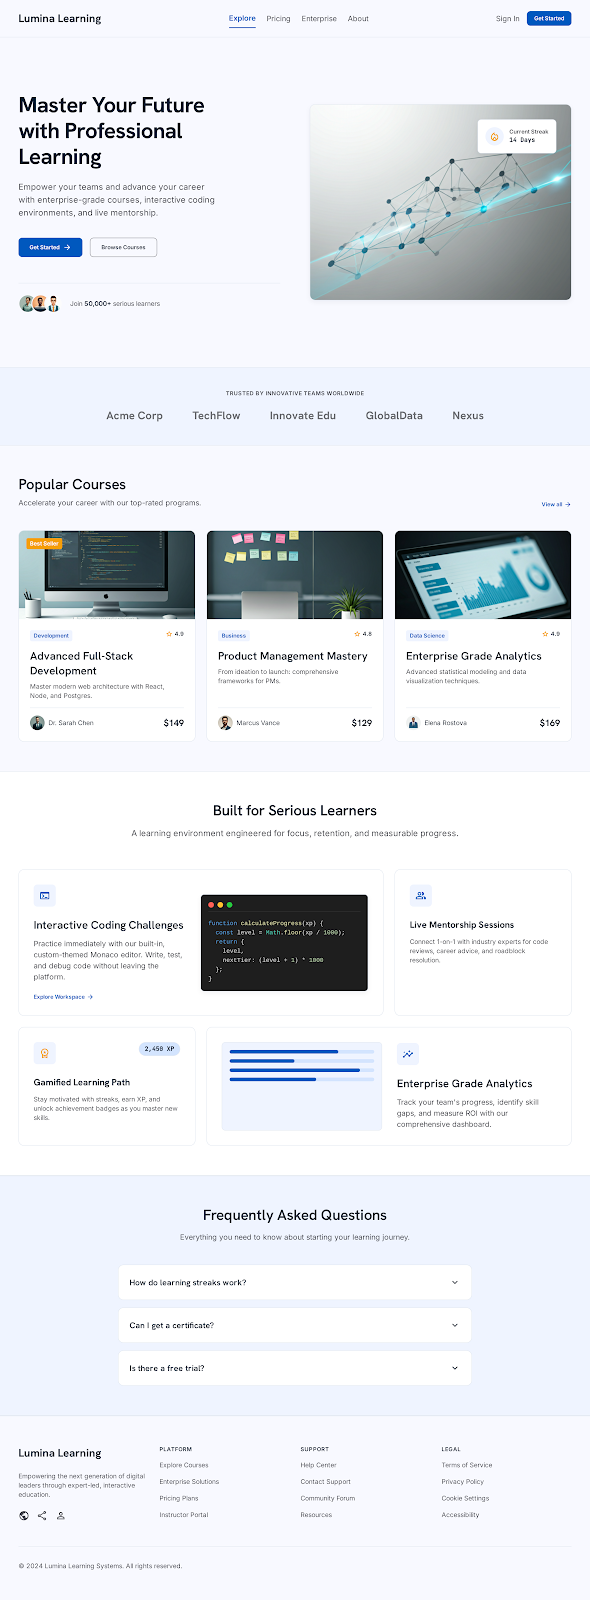 Lumina Learning
Explore
Pricing
Enterprise
About
Sign In
Get Started
Master Your Future
with Professional
Learning
Empower your teams and advance your career
with enterprise-grade courses, interactive coding
environments, and live mentorship.
Get Started →
Browse Courses
Join 50,000+ serious learners
Current Streak
14 Days
TRUSTED BY INNOVATIVE TEAMS WORLDWIDE
Acme Corp
TechFlow
Innovate Edu
GlobalData
Nexus
Popular Courses
Accelerate your career with our top-rated programs.
View all →
Best Seller
Development
4.9
Advanced Full-Stack
Development
Master modern web architecture with React,
Node, and Postgres.
Dr. Sarah Chen
$149
Business
4.8
Product Management Mastery
From ideation to launch: comprehensive
frameworks for PMs.
Marcus Vance
$129
Data Science
4.9
Enterprise Grade Analytics
Advanced statistical modeling and data
visualization techniques.
Elena Rostova
$169
Built for Serious Learners
A learning environment engineered for focus, retention, and measurable progress.
Interactive Coding Challenges
Practice immediately with our built-in,
custom-themed Monaco editor. Write, test,
and debug code without leaving the
platform.
Explore Workspace →
function calculateProgress(xp) {
const level = Math.floor(xp / 1000);
return {
level,
nextTier: (level + 1) * 1000
};
}
Live Mentorship Sessions
Connect 1-on-1 with industry experts for code
reviews, career advice, and roadblock
resolution.
2,450 XP
Gamified Learning Path
Stay motivated with streaks, earn XP, and
unlock achievement badges as you master new
skills.
Enterprise Grade Analytics
Track your team's progress, identify skill
gaps, and measure ROI with our
comprehensive dashboard.
Frequently Asked Questions
Everything you need to know about starting your learning journey.
How do learning streaks work?
Can I get a certificate?
Is there a free trial?
Lumina Learning
Empowering the next generation of digital
leaders through expert-led, interactive
education.
PLATFORM
Explore Courses
Enterprise Solutions
Pricing Plans
Instructor Portal
SUPPORT
Help Center
Contact Support
Community Forum
Resources
LEGAL
Terms of Service
Privacy Policy
Cookie Settings
Accessibility
© 2024 Lumina Learning Systems. All rights reserved.